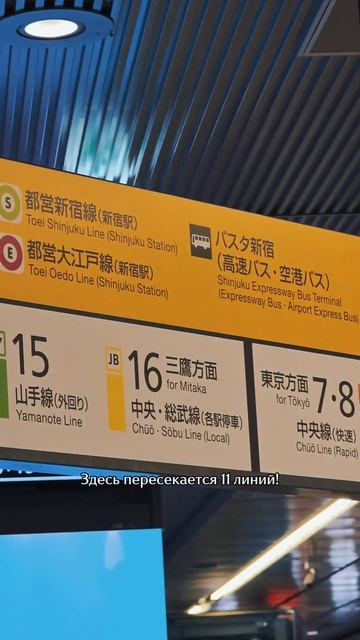 S 都営新宿線(新宿駅)
Toei Shinjuku Line (Shinjuku Station)
E 都営大江戸線(新宿駅)
Toei Oedo Line (Shinjuku Station)
バスタ新宿
(高速バス・空港バス)
Shinjuku Expressway Bus Terminal
(Expressway Bus・Airport Express Bus)
15
山手線(外回り)
Yamanote Line
JB 16 三鷹方面
for Mitaka
中央・総武線(各駅停車)
Chūō・Sōbu Line (Local)
東京方面 7・8
for Tōkyō
中央線(快速)
Chūō Line (Rapid)
Здесь пересекается 11 линий!